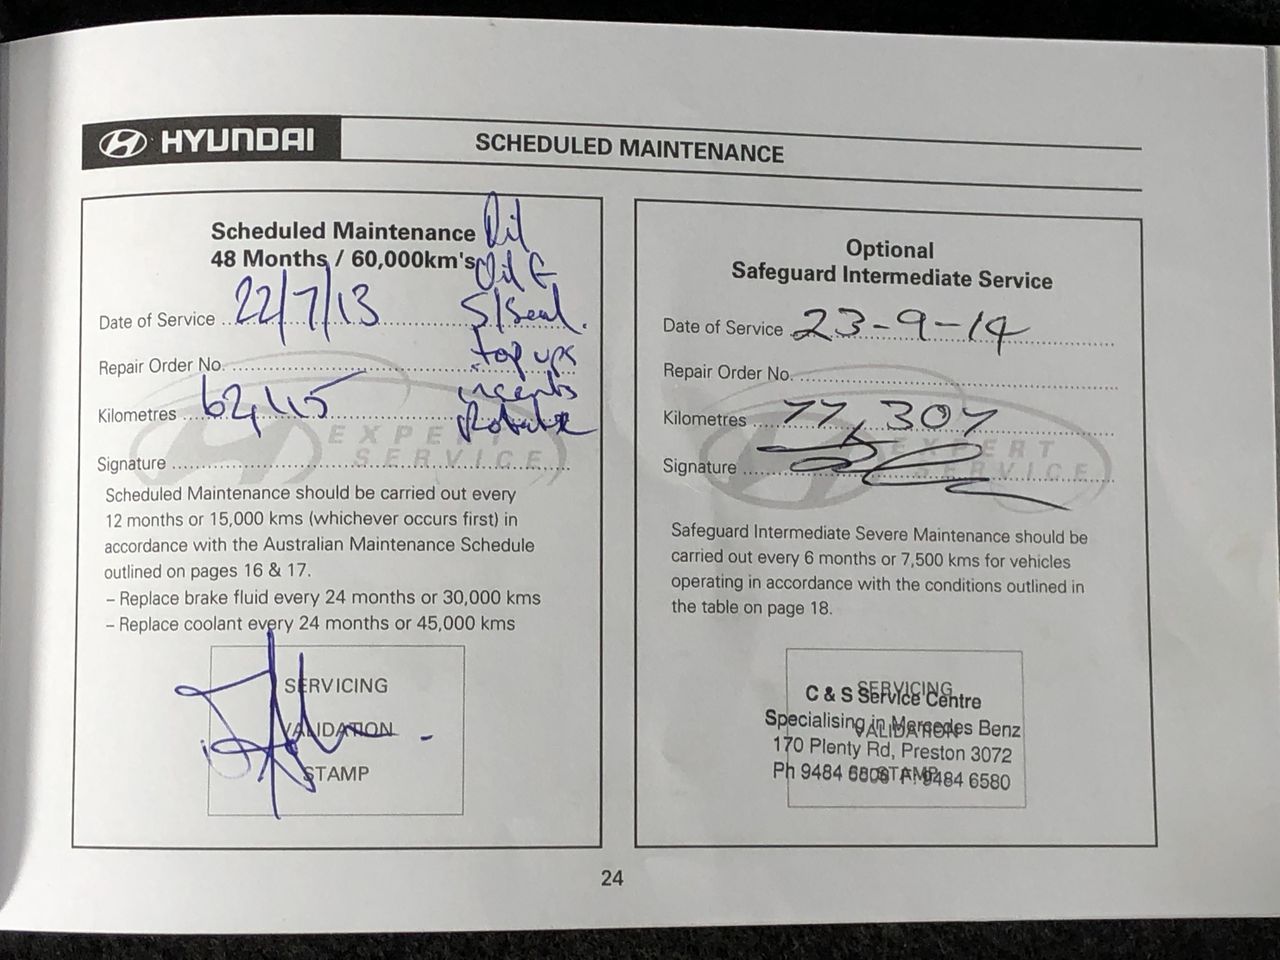 HYUNDAI
SCHEDULED MAINTENANCE
Scheduled Maintenance
48 Months / 60,000km's
Oil
Oil F
S/Seal.
top ups
Rotate
Date of Service 22/7/13
Repair Order No.
Kilometres 62,115
EXPERT
SERVICE
Signature
Scheduled Maintenance should be carried out every
12 months or 15,000 kms (whichever occurs first) in
accordance with the Australian Maintenance Schedule
outlined on pages 16 & 17.
– Replace brake fluid every 24 months or 30,000 kms
– Replace coolant every 24 months or 45,000 kms
SERVICING
VALIDATION
STAMP
Optional
Safeguard Intermediate Service
Date of Service 23-9-14
Repair Order No.
Kilometres 77,307
EXPERT
SERVICE
Signature
Safeguard Intermediate Severe Maintenance should be
carried out every 6 months or 7,500 kms for vehicles
operating in accordance with the conditions outlined in
the table on page 18.
SERVICING
VALIDATION
STAMP
C & S Service Centre
Specialising in Mercedes Benz
170 Plenty Rd, Preston 3072
Ph 9484 F: 9484 6580
24